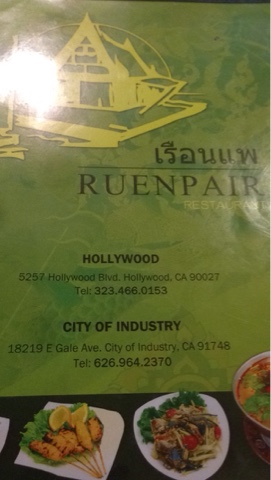 เรือนแพ
RUENPAIR
RESTAURANT
HOLLYWOOD
5257 Hollywood Blvd. Hollywood, CA 90027
Tel: 323.466.0153
CITY OF INDUSTRY
18219 E Gale Ave. City of Industry, CA 91748
Tel: 626.964.2370